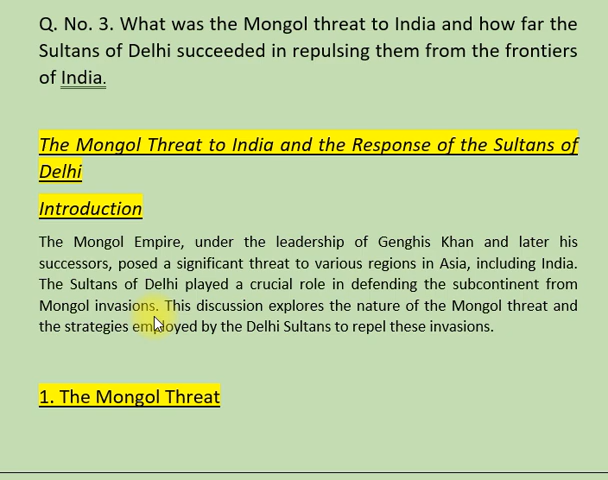 Q. No. 3. What was the Mongol threat to India and how far the
Sultans of Delhi succeeded in repulsing them from the frontiers
of India.
The Mongol Threat to India and the Response of the Sultans of
Delhi
Introduction
The Mongol Empire, under the leadership of Genghis Khan and later his
successors, posed a significant threat to various regions in Asia, including India.
The Sultans of Delhi played a crucial role in defending the subcontinent from
Mongol invasions. This discussion explores the nature of the Mongol threat and
the strategies employed by the Delhi Sultans to repel these invasions.
1. The Mongol Threat